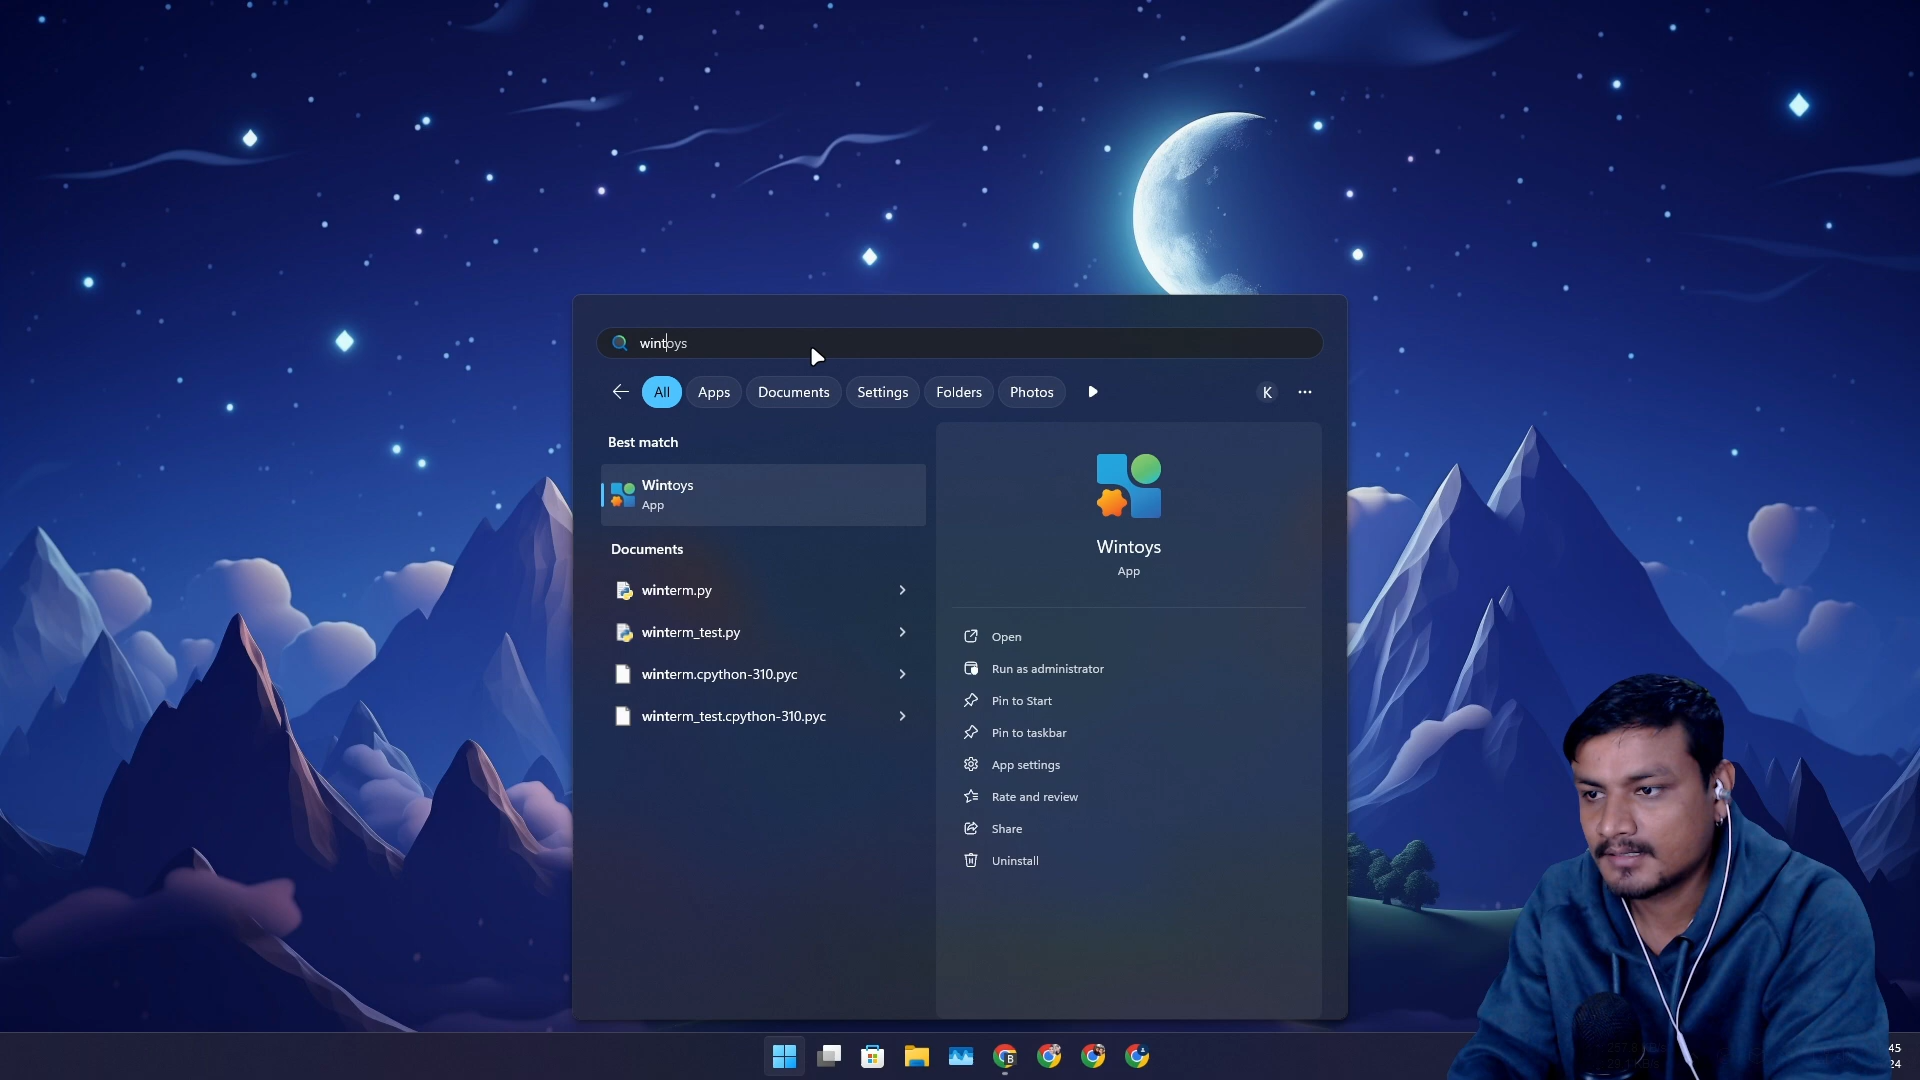 wintoys
All Apps Documents Settings Folders Photos K
Best match
Wintoys
App
Documents
winterm.py
winterm_test.py
winterm.cpython-310.pyc
winterm_test.cpython-310.pyc
Wintoys
App
Open
Run as administrator
Pin to Start
Pin to taskbar
App settings
Rate and review
Share
Uninstall
B
45
24